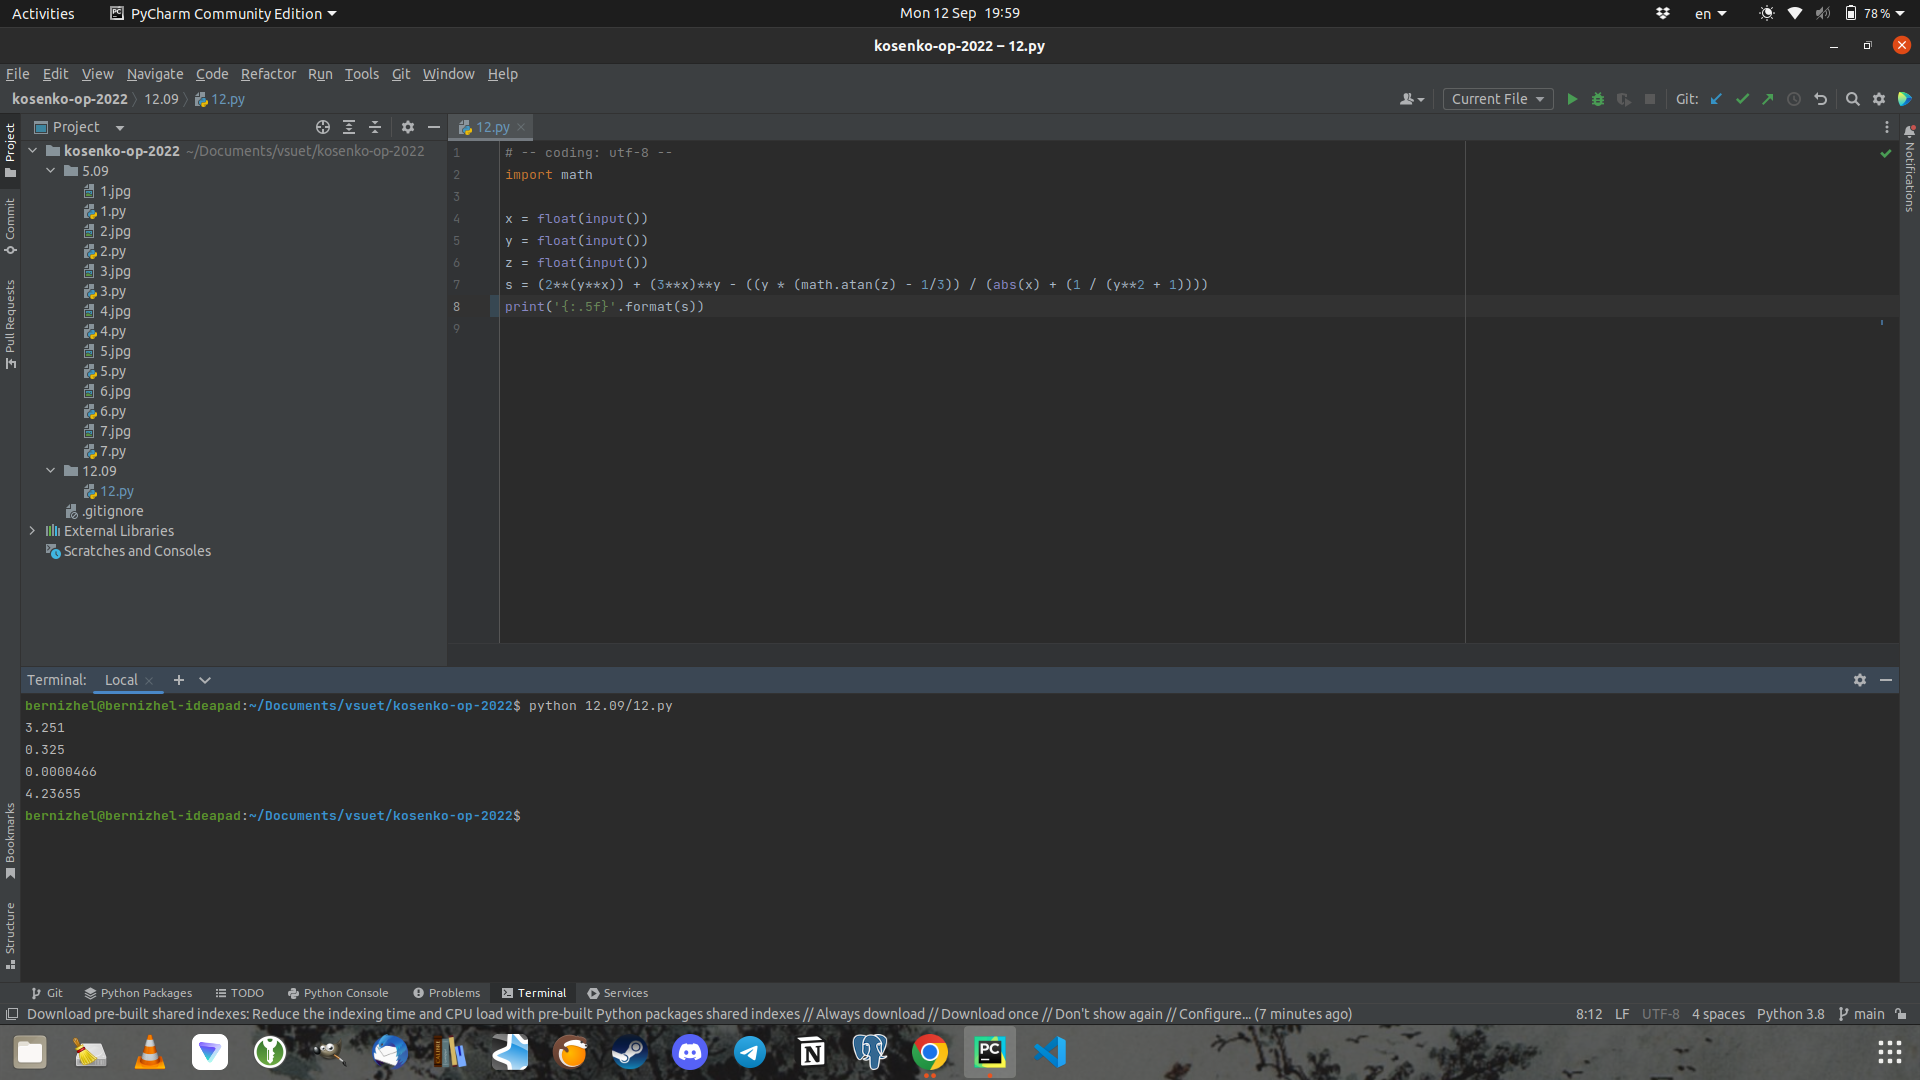 Activities
PyCharm Community Edition
Mon 12 Sep 19:59
en
78 %
kosenko-op-2022 – 12.py
File Edit View Navigate Code Refactor Run Tools Git Window Help
kosenko-op-2022 12.09 12.py
Current File
Git:
Project
12.py
kosenko-op-2022 ~/Documents/vsuet/kosenko-op-2022
5.09
1.jpg
1.py
2.jpg
2.py
3.jpg
3.py
4.jpg
4.py
5.jpg
5.py
6.jpg
6.py
7.jpg
7.py
12.09
12.py
.gitignore
External Libraries
Scratches and Consoles
Project
Commit
Pull Requests
Bookmarks
Structure
Notifications
1 # -- coding: utf-8 --
2 import math
3
4 x = float(input())
5 y = float(input())
6 z = float(input())
7 s = (2**(y**x)) + (3**x)**y - ((y * (math.atan(z) - 1/3)) / (abs(x) + (1 / (y**2 + 1))))
8 print('{:.5f}'.format(s))
9
Terminal: Local
bernizhel@bernizhel-ideapad:~/Documents/vsuet/kosenko-op-2022$ python 12.09/12.py
3.251
0.325
0.0000466
4.23655
bernizhel@bernizhel-ideapad:~/Documents/vsuet/kosenko-op-2022$
Git Python Packages TODO Python Console Problems Terminal Services
Download pre-built shared indexes: Reduce the indexing time and CPU load with pre-built Python packages shared indexes // Always download // Download once // Don't show again // Configure... (7 minutes ago)
8:12 LF UTF-8 4 spaces Python 3.8 main